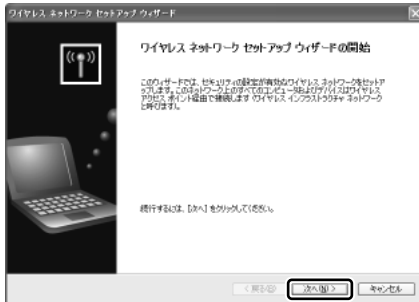 ワイヤレス ネットワーク セットアップ ウィザード
ワイヤレス ネットワーク セットアップ ウィザードの開始
このウィザードでは、セキュリティの設定が有効なワイヤレス ネットワークをセットア
ップします。このネットワーク上のすべてのコンピュータおよびデバイスはワイヤレス
アクセス ポイント経由で接続します (ワイヤレス インフラストラクチャ ネットワーク
と呼びます)。
続行するには、[次へ] をクリックしてください。
< 戻る(B)
次へ(N) >
キャンセル